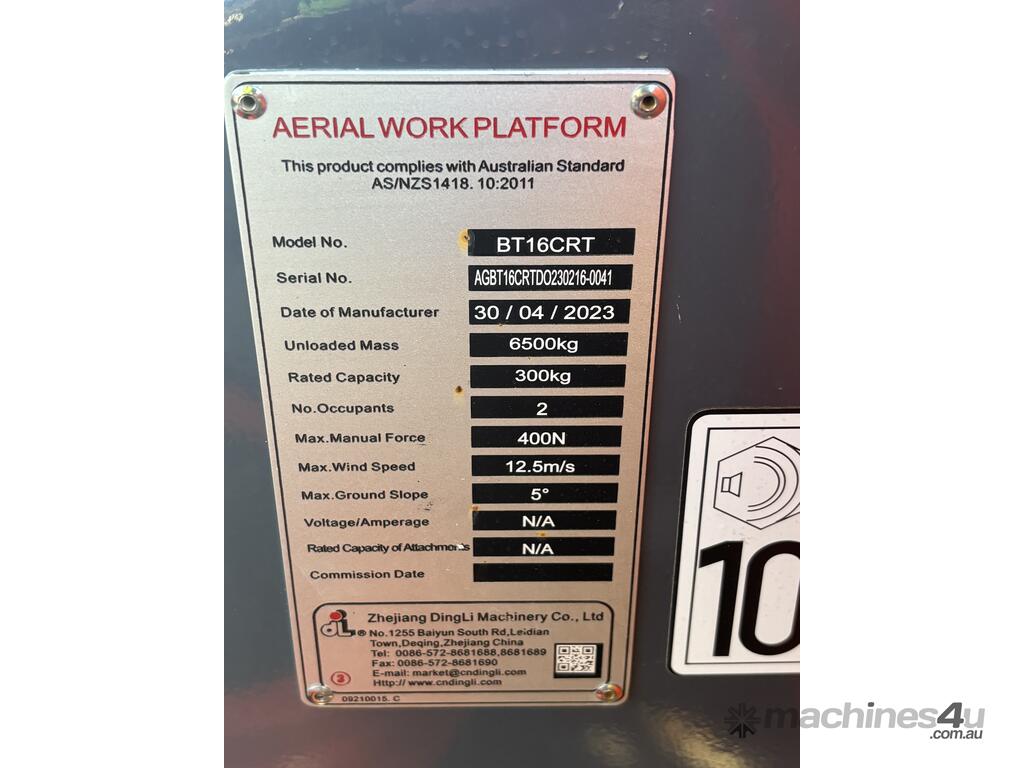 AERIAL WORK PLATFORM
This product complies with Australian Standard
AS/NZS1418. 10:2011
Model No. BT16CRT
Serial No. AGBT16CRTDO230216-0041
Date of Manufacturer 30 / 04 / 2023
Unloaded Mass 6500kg
Rated Capacity 300kg
No.Occupants 2
Max.Manual Force 400N
Max.Wind Speed 12.5m/s
Max.Ground Slope 5°
Voltage/Amperage N/A
Rated Capacity of Attachments N/A
Commission Date
Zhejiang DingLi Machinery Co., Ltd
® No.1255 Baiyun South Rd,Leidian
Town,Deqing,Zhejiang China
Tel: 0086-572-8681688,8681689
Fax: 0086-572-8681690
E-mail: market@cndingli.com
Http:// www.cndingli.com
3
09210015. C
10
machines4u
.com.au